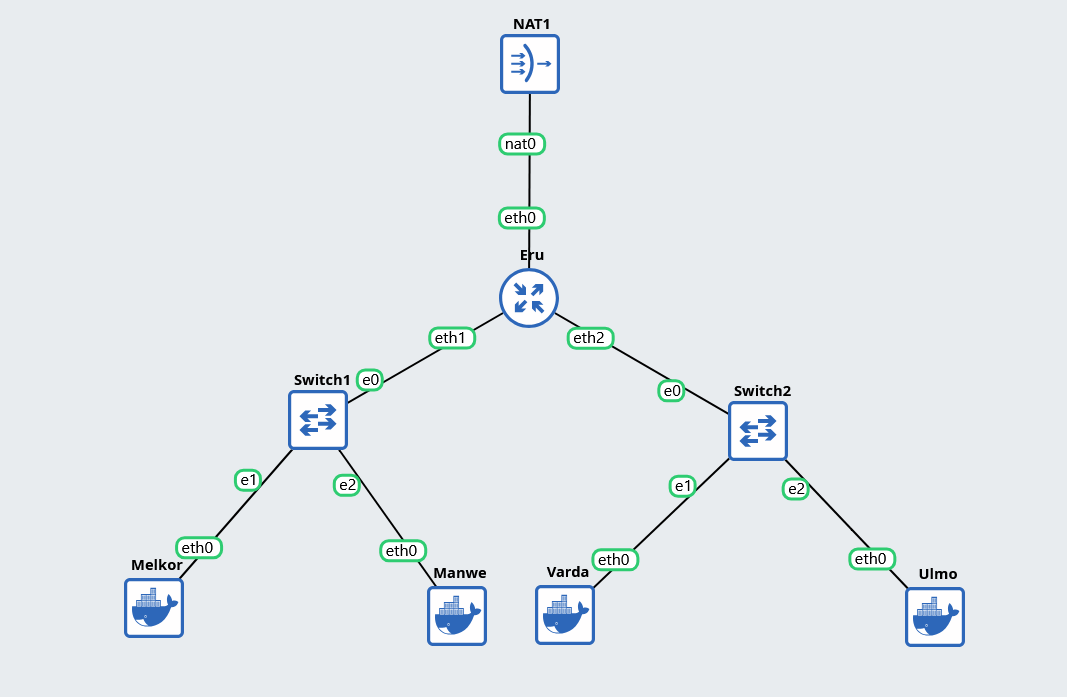 NAT1
nat0
eth0
Eru
eth1
eth2
Switch1
e0
e0
Switch2
e1
e2
e1
e2
eth0
eth0
eth0
eth0
Melkor
Manwe
Varda
Ulmo